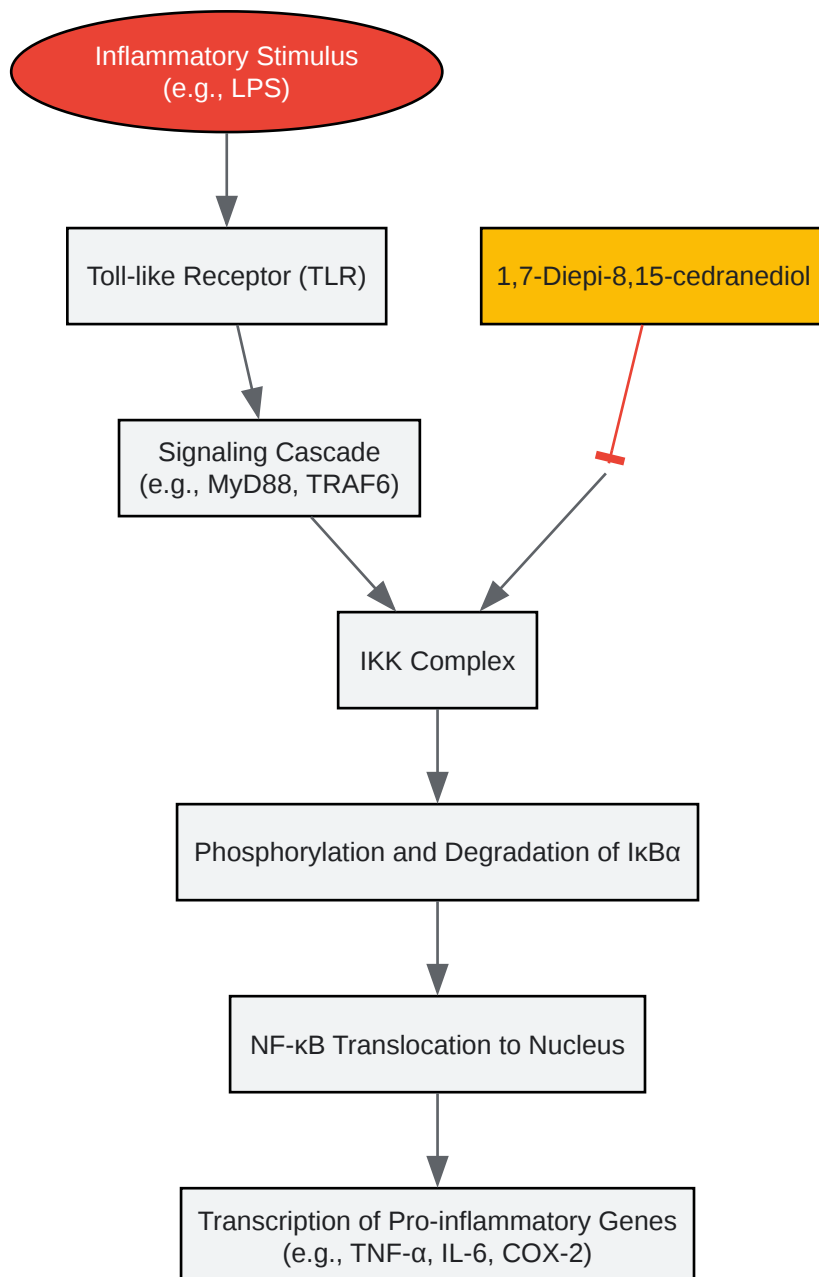 Inflammatory Stimulus
(e.g., LPS)
Toll-like Receptor (TLR)
1,7-Diepi-8,15-cedranediol
Signaling Cascade
(e.g., MyD88, TRAF6)
IKK Complex
Phosphorylation and Degradation of IκBα
NF-κB Translocation to Nucleus
Transcription of Pro-inflammatory Genes
(e.g., TNF-α, IL-6, COX-2)